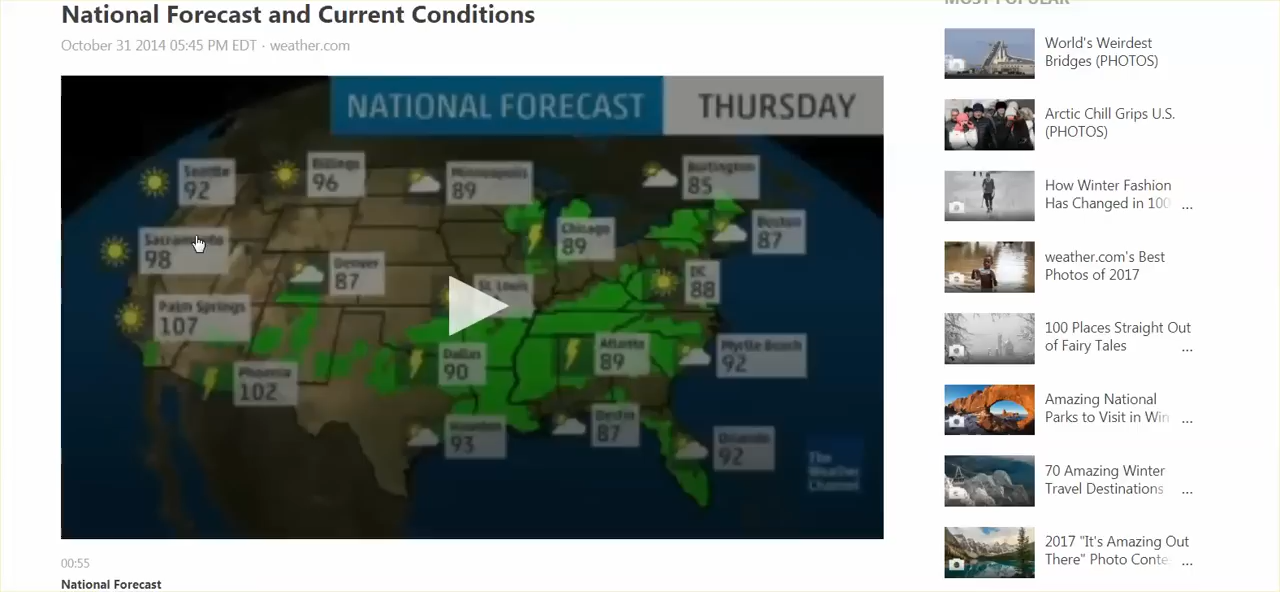 National Forecast and Current Conditions
October 31 2014 05:45 PM EDT · weather.com
NATIONAL FORECAST THURSDAY
Seattle
92
Billings
96
Minneapolis
89
Burlington
85
Sacramento
98
Denver
87
Chicago
89
Boston
87
St. Louis
DC
88
Palm Springs
107
Phoenix
102
Dallas
90
Atlanta
89
Myrtle Beach
92
Houston
93
Destin
87
Orlando
92
The
Weather
Channel
00:55
National Forecast
MOST POPULAR
World's Weirdest
Bridges (PHOTOS)
Arctic Chill Grips U.S.
(PHOTOS)
How Winter Fashion
Has Changed in 100 ...
weather.com's Best
Photos of 2017
100 Places Straight Out
of Fairy Tales ...
Amazing National
Parks to Visit in Win ...
70 Amazing Winter
Travel Destinations ...
2017 "It's Amazing Out
There" Photo Conte ...